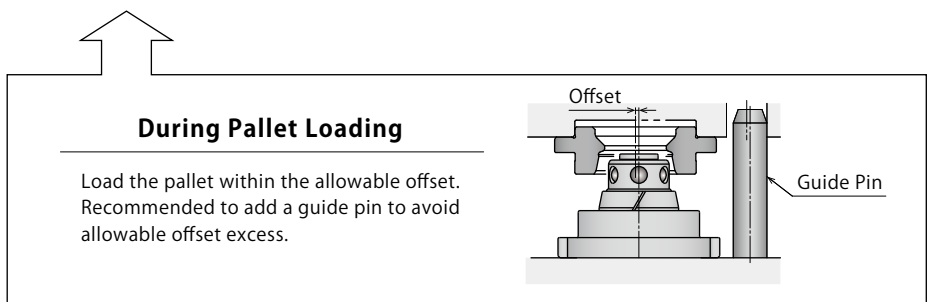 During Pallet Loading
Load the pallet within the allowable offset.
Recommended to add a guide pin to avoid
allowable offset excess.
Offset
Guide Pin